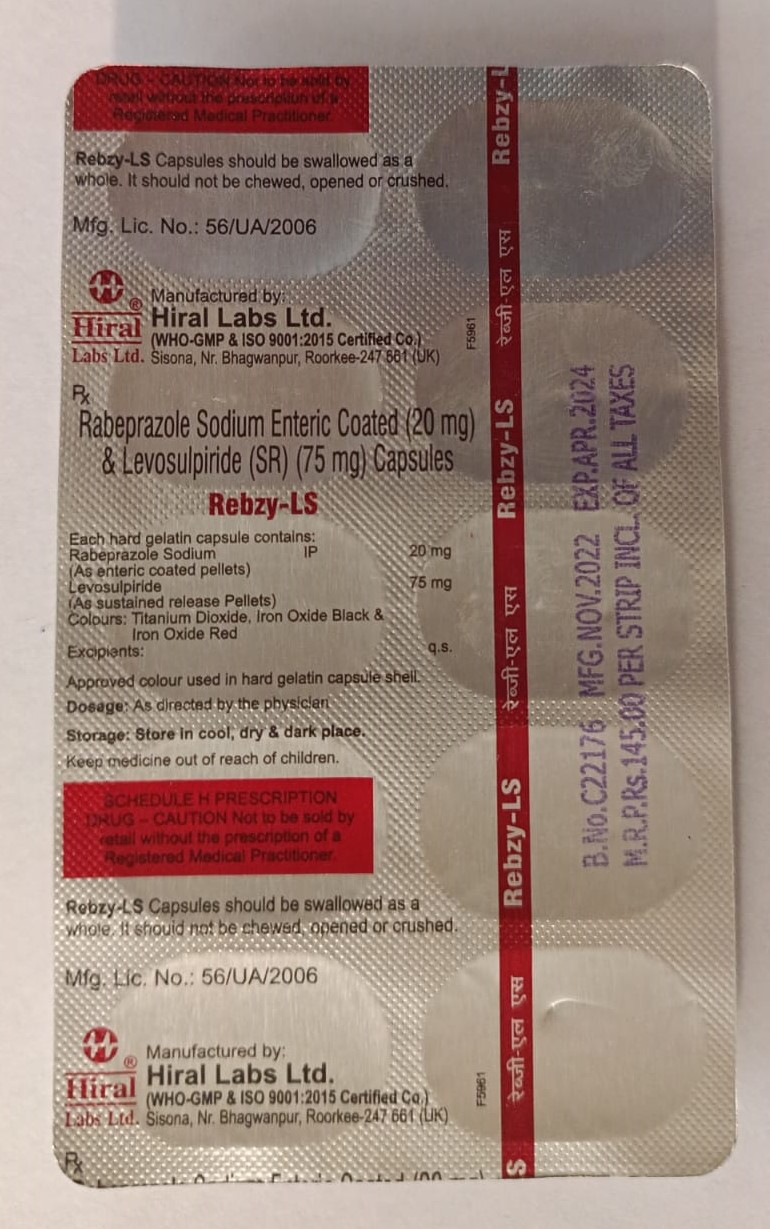 DRUG – CAUTION Not to be sold by
retail without the prescription of a
Registered Medical Practitioner.
Rebzy-LS Capsules should be swallowed as a
whole. It should not be chewed, opened or crushed.
Mfg. Lic. No.: 56/UA/2006
Hiral ®
Labs Ltd.
Manufactured by:
Hiral Labs Ltd.
(WHO-GMP & ISO 9001:2015 Certified Co.)
Sisona, Nr. Bhagwanpur, Roorkee-247 661 (UK)
F5961
Rx
Rabeprazole Sodium Enteric Coated (20 mg)
& Levosulpiride (SR) (75 mg) Capsules
Rebzy-LS
Each hard gelatin capsule contains:
Rabeprazole Sodium IP 20 mg
(As enteric coated pellets)
Levosulpiride 75 mg
(As sustained release Pellets)
Colours: Titanium Dioxide, Iron Oxide Black &
Iron Oxide Red
Excipients: q.s.
Approved colour used in hard gelatin capsule shell.
Dosage: As directed by the physician
Storage: Store in cool, dry & dark place.
Keep medicine out of reach of children.
SCHEDULE H PRESCRIPTION
DRUG – CAUTION Not to be sold by
retail without the prescription of a
Registered Medical Practitioner.
Rebzy-LS Capsules should be swallowed as a
whole. It should not be chewed, opened or crushed.
Mfg. Lic. No.: 56/UA/2006
Hiral ®
Labs Ltd.
Manufactured by:
Hiral Labs Ltd.
(WHO-GMP & ISO 9001:2015 Certified Co.)
Sisona, Nr. Bhagwanpur, Roorkee-247 661 (UK)
F5961
Rx
S रेब्जी-एल एस Rebzy-LS रेब्जी-एल एस Rebzy-LS रेब्जी-एल एस Rebzy-L
B.No.C22176 MFG.NOV.2022 EXP.APR.2024
M.R.P.Rs.145.00 PER STRIP INCL. OF ALL TAXES